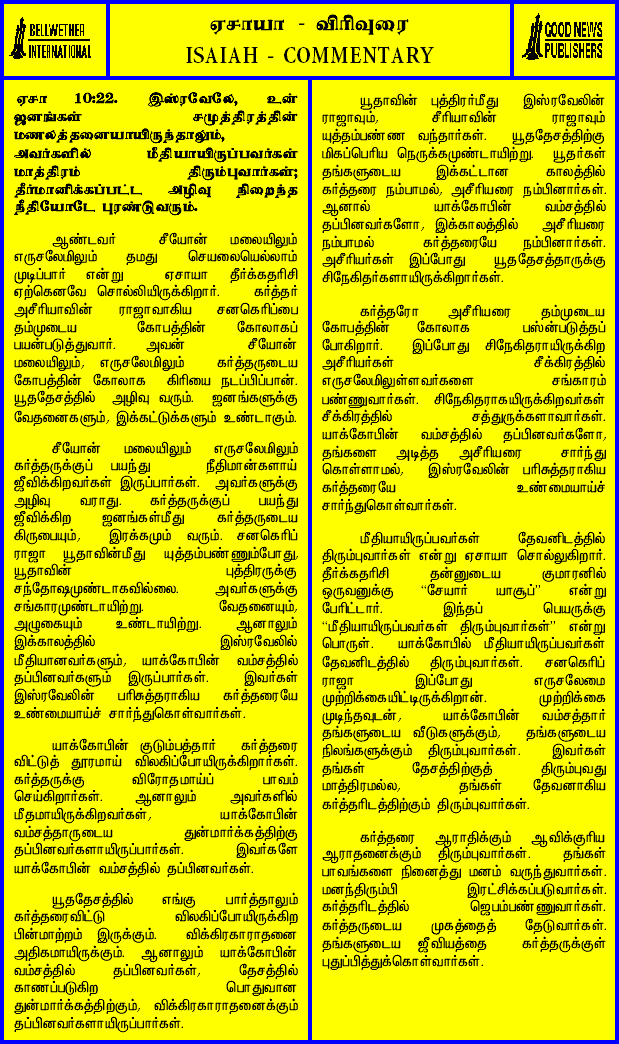 BELLWETHER
INTERNATIONAL
ஏசாயா - விரிவுரை
ISAIAH - COMMENTARY
GOOD NEWS
PUBLISHERS
ஏசா 10:22. இஸ்ரவேலே, உன்
ஜனங்கள் சமுத்திரத்தின்
மணலத்தனையாயிருந்தாலும்,
அவர்களில் மீதியாயிருப்பவர்கள்
மாத்திரம் திரும்புவார்கள்;
தீர்மானிக்கப்பட்ட அழிவு நிறைந்த
நீதியோடே புரண்டுவரும்.
ஆண்டவர் சீயோன் மலையிலும்
எருசலேமிலும் தமது செயலையெல்லாம்
முடிப்பார் என்று ஏசாயா தீர்க்கதரிசி
ஏற்கெனவே சொல்லியிருக்கிறார். கர்த்தர்
அசீரியாவின் ராஜாவாகிய சனகெரிப்பை
தம்முடைய கோபத்தின் கோலாகப்
பயன்படுத்துவார். அவன் சீயோன்
மலையிலும், எருசலேமிலும் கர்த்தருடைய
கோபத்தின் கோலாக கிரியை நடப்பிப்பான்.
யூததேசத்தில் அழிவு வரும். ஜனங்களுக்கு
வேதனைகளும், இக்கட்டுக்களும் உண்டாகும்.
சீயோன் மலையிலும் எருசலேமிலும்
கர்த்தருக்குப் பயந்து நீதிமான்களாய்
ஜீவிக்கிறவர்கள் இருப்பார்கள். அவர்களுக்கு
அழிவு வராது. கர்த்தருக்குப் பயந்து
ஜீவிக்கிற ஜனங்கள்மீது கர்த்தருடைய
கிருபையும், இரக்கமும் வரும். சனகெரிப்
ராஜா யூதாவின்மீது யுத்தம்பண்ணும்போது,
யூதாவின் புத்திரருக்கு
சந்தோஷமுண்டாகவில்லை. அவர்களுக்கு
சங்காரமுண்டாயிற்று. வேதனையும்,
அழுகையும் உண்டாயிற்று. ஆனாலும்
இக்காலத்தில் இஸ்ரவேலில்
மீதியானவர்களும், யாக்கோபின் வம்சத்தில்
தப்பினவர்களும் இருப்பார்கள். இவர்கள்
இஸ்ரவேலின் பரிசுத்தராகிய கர்த்தரையே
உண்மையாய்ச் சார்ந்துகொள்வார்கள்.
யாக்கோபின் குடும்பத்தார் கர்த்தரை
விட்டுத் தூரமாய் விலகிப்போயிருக்கிறார்கள்.
கர்த்தருக்கு விரோதமாய்ப் பாவம்
செய்கிறார்கள். ஆனாலும் அவர்களில்
மீதமாயிருக்கிறவர்கள், யாக்கோபின்
வம்சத்தாருடைய துன்மார்க்கத்திற்கு
தப்பினவர்களாயிருப்பார்கள். இவர்களே
யாக்கோபின் வம்சத்தில் தப்பினவர்கள்.
யூததேசத்தில் எங்கு பார்த்தாலும்
கர்த்தரைவிட்டு விலகிப்போயிருக்கிற
பின்மாற்றம் இருக்கும். விக்கிரகாராதனை
அதிகமாயிருக்கும். ஆனாலும் யாக்கோபின்
வம்சத்தில் தப்பினவர்கள், தேசத்தில்
காணப்படுகிற பொதுவான
துன்மார்க்கத்திற்கும், விக்கிரகாராதனைக்கும்
தப்பினவர்களாயிருப்பார்கள்.
யூதாவின் புத்திரர்மீது இஸ்ரவேலின்
ராஜாவும், சீரியாவின் ராஜாவும்
யுத்தம்பண்ண வந்தார்கள். யூததேசத்திற்கு
மிகப்பெரிய நெருக்கமுண்டாயிற்று. யூதர்கள்
தங்களுடைய இக்கட்டான காலத்தில்
கர்த்தரை நம்பாமல், அசீரியரை நம்பினார்கள்.
ஆனால் யாக்கோபின் வம்சத்தில்
தப்பினவர்களோ, இக்காலத்தில் அசீரியரை
நம்பாமல் கர்த்தரையே நம்பினார்கள்.
அசீரியர்கள் இப்போது யூததேசத்தாருக்கு
சிநேகிதர்களாயிருக்கிறார்கள்.
கர்த்தரோ அசீரியரை தம்முடைய
கோபத்தின் கோலாக பஸ்ன்படுத்தப்
போகிறார். இப்போது சிநேகிதராயிருக்கிற
அசீரியர்கள் சீக்கிரத்தில்
எருசலேமிலுள்ளவர்களை சங்காரம்
பண்ணுவார்கள். சிநேகிதராகயிருக்கிறவர்கள்
சீக்கிரத்தில் சத்துருக்களாவார்கள்.
யாக்கோபின் வம்சத்தில் தப்பினவர்களோ,
தங்களை அடித்த அசீரியரை சார்ந்து
கொள்ளாமல், இஸ்ரவேலின் பரிசுத்தராகிய
கர்த்தரையே உண்மையாய்ச்
சார்ந்துகொள்வார்கள்.
மீதியாயிருப்பவர்கள் தேவனிடத்தில்
திரும்புவார்கள் என்று ஏசாயா சொல்லுகிறார்.
தீர்க்கதரிசி தன்னுடைய குமாரனில்
ஒருவனுக்கு “சேயார் யாசூப்” என்று
பேரிட்டார். இந்தப் பெயருக்கு
“மீதியாயிருப்பவர்கள் திரும்புவார்கள்” என்று
பொருள். யாக்கோபில் மீதியாயிருப்பவர்கள்
தேவனிடத்தில் திரும்புவார்கள். சனகெரிப்
ராஜா இப்போது எருசலேமை
முற்றிக்கையிட்டிருக்கிறான். முற்றிக்கை
முடிந்தவுடன், யாக்கோபின் வம்சத்தார்
தங்களுடைய வீடுகளுக்கும், தங்களுடைய
நிலங்களுக்கும் திரும்புவார்கள். இவர்கள்
தங்கள் தேசத்திற்குத் திரும்புவது
மாத்திரமல்ல, தங்கள் தேவனாகிய
கர்த்தரிடத்திற்கும் திரும்புவார்கள்.
கர்த்தரை ஆராதிக்கும் ஆவிக்குரிய
ஆராதனைக்கும் திரும்புவார்கள். தங்கள்
பாவங்களை நினைத்து மனம் வருந்துவார்கள்.
மனந்திரும்பி இரட்சிக்கப்படுவார்கள்.
கர்த்தரிடத்தில் ஜெபம்பண்ணுவார்கள்.
கர்த்தருடைய முகத்தைத் தேடுவார்கள்.
தங்களுடைய ஜீவியத்தை கர்த்தருக்குள்
புதுப்பித்துக்கொள்வார்கள்.